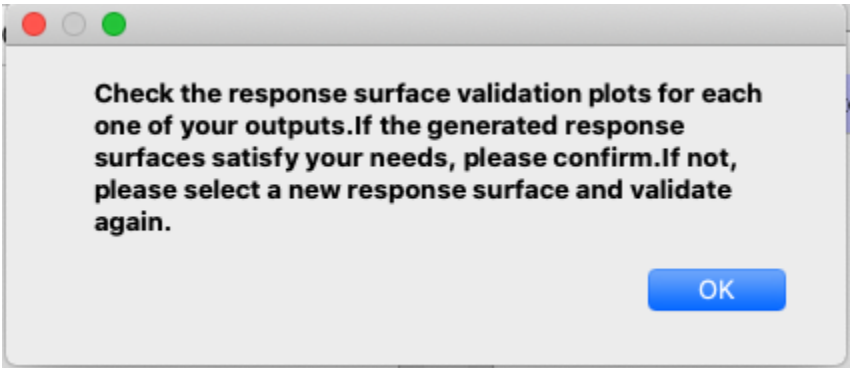 Check the response surface validation plots for each
one of your outputs.If the generated response
surfaces satisfy your needs, please confirm.If not,
please select a new response surface and validate
again.
OK